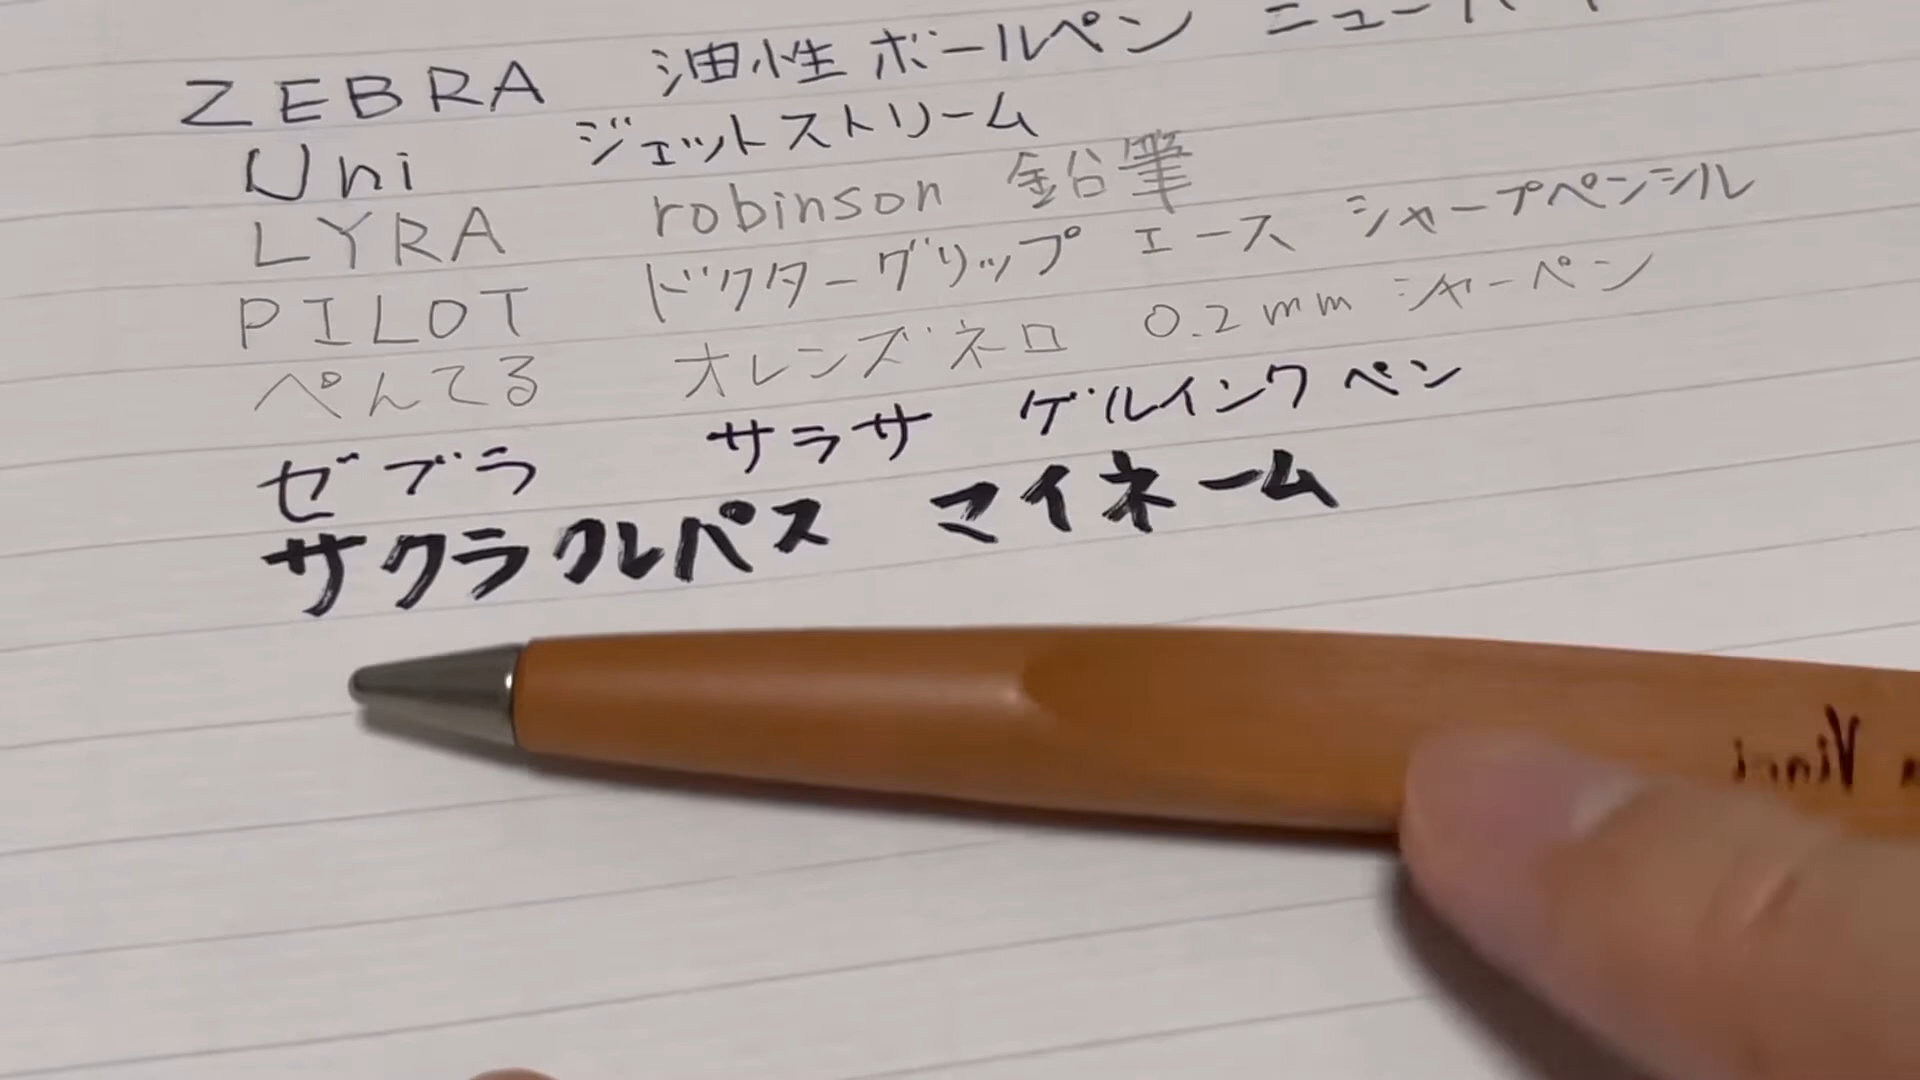 ZEBRA 油性 ボールペン ニューハード
Uni ジェットストリーム
LYRA robinson 鉛筆
PILOT ドクターグリップ エース シャープペンシル
ぺんてる オレンズネロ 0.2mm シャーペン
ゼブラ サラサ ゲルインクペン
サクラクレパス マイネーム
Vinci